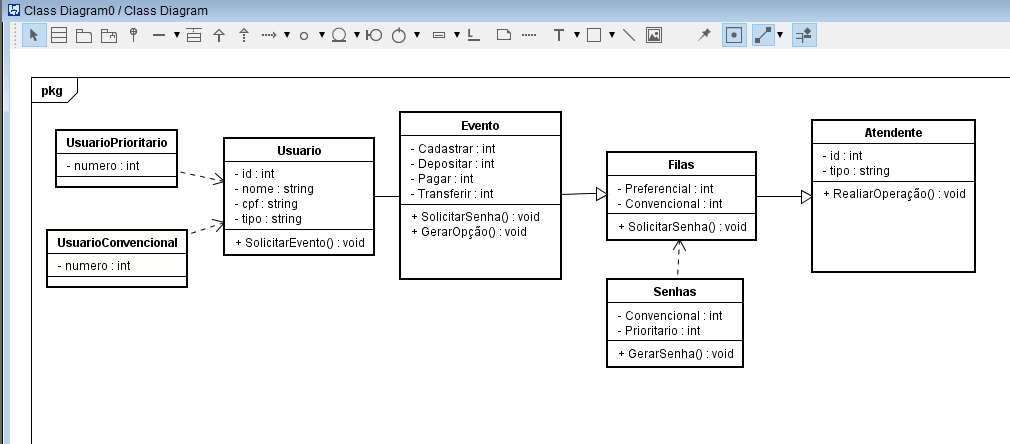 Class Diagram0 / Class Diagram
pkg
UsuarioPrioritario
- numero : int
UsuarioConvencional
- numero : int
Usuario
- id : int
- nome : string
- cpf : string
- tipo : string
+ SolicitarEvento() : void
Evento
- Cadastrar : int
- Depositar : int
- Pagar : int
- Transferir : int
+ SolicitarSenha() : void
+ GerarOpção() : void
Filas
- Preferencial : int
- Convencional : int
+ SolicitarSenha() : void
Senhas
- Convencional : int
- Prioritario : int
+ GerarSenha() : void
Atendente
- id : int
- tipo : string
+ RealiarOperação() : void